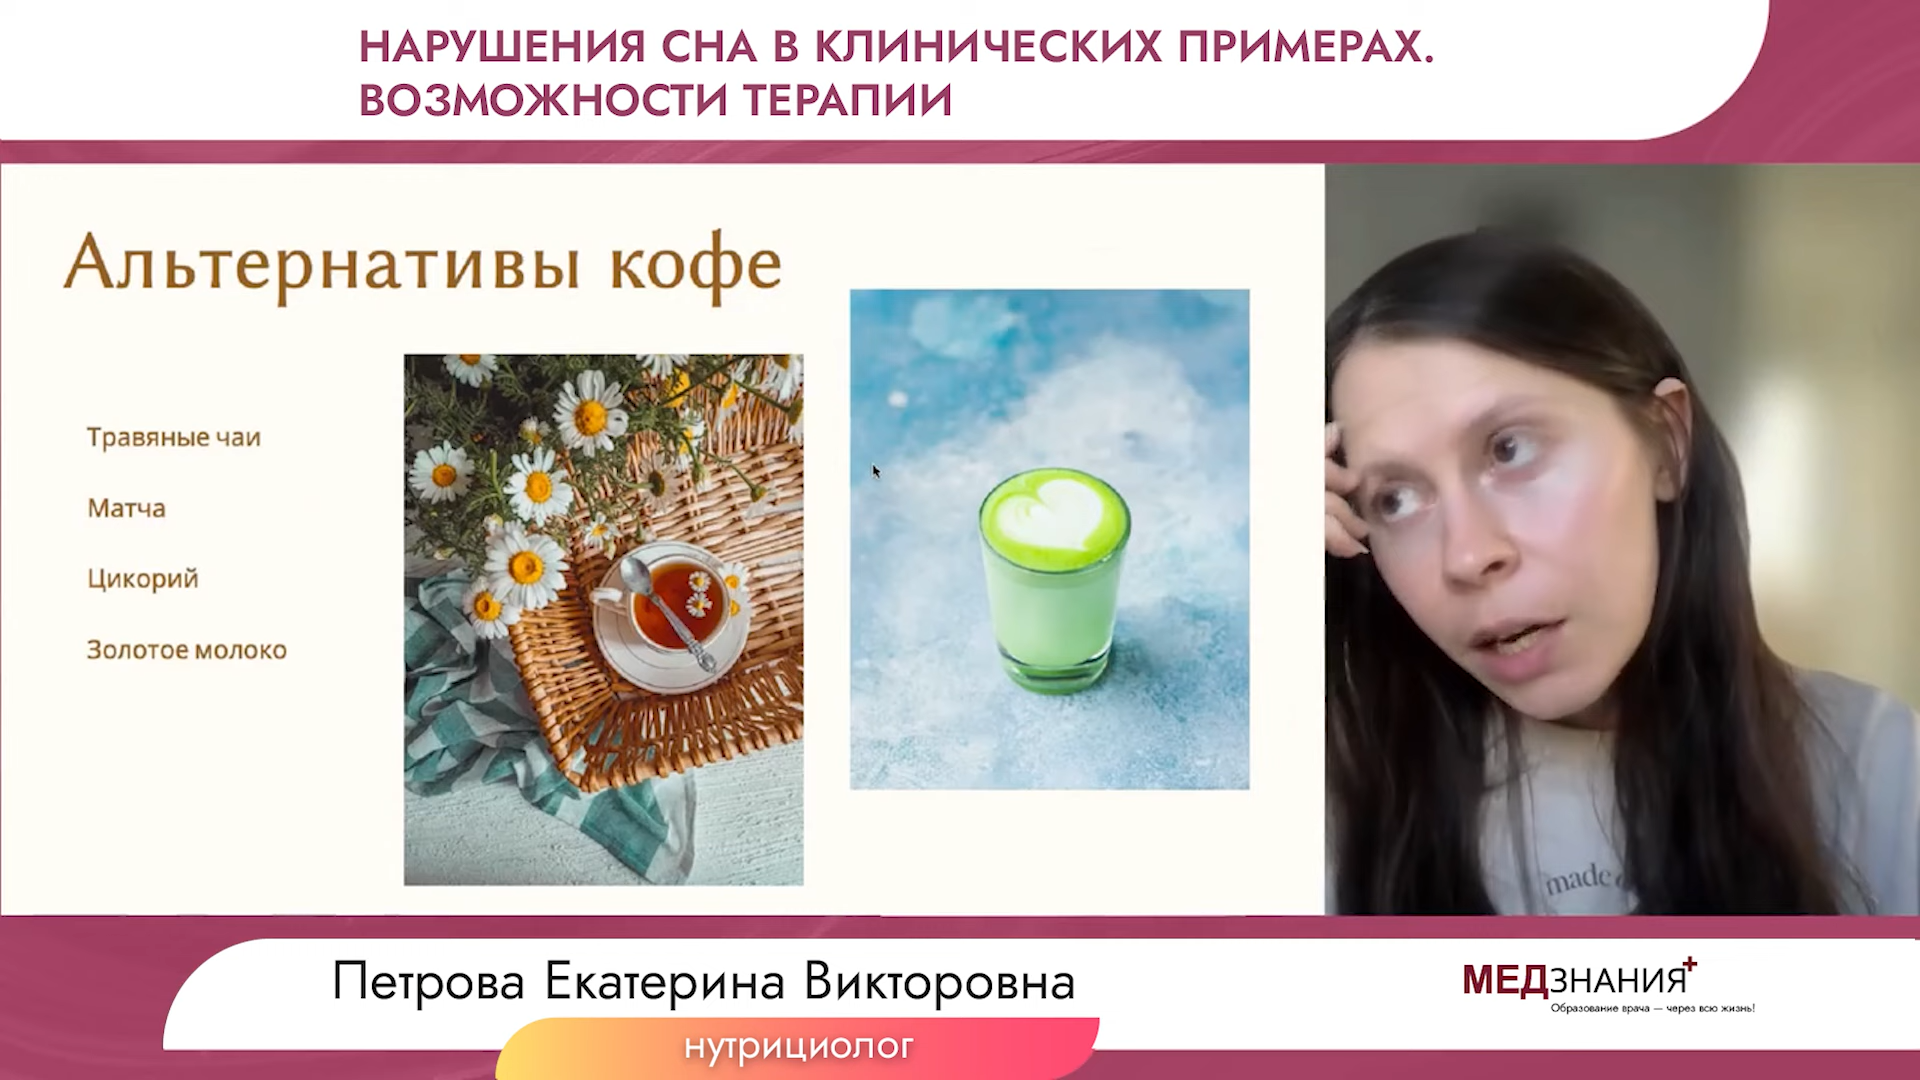 НАРУШЕНИЯ СНА В КЛИНИЧЕСКИХ ПРИМЕРАХ.
ВОЗМОЖНОСТИ ТЕРАПИИ
Альтернативы кофе
Травяные чаи
Матча
Цикорий
Золотое молоко
made
Петрова Екатерина Викторовна
нутрициолог
МЕДЗНАНИЯ+
Образование врача — через всю жизнь!